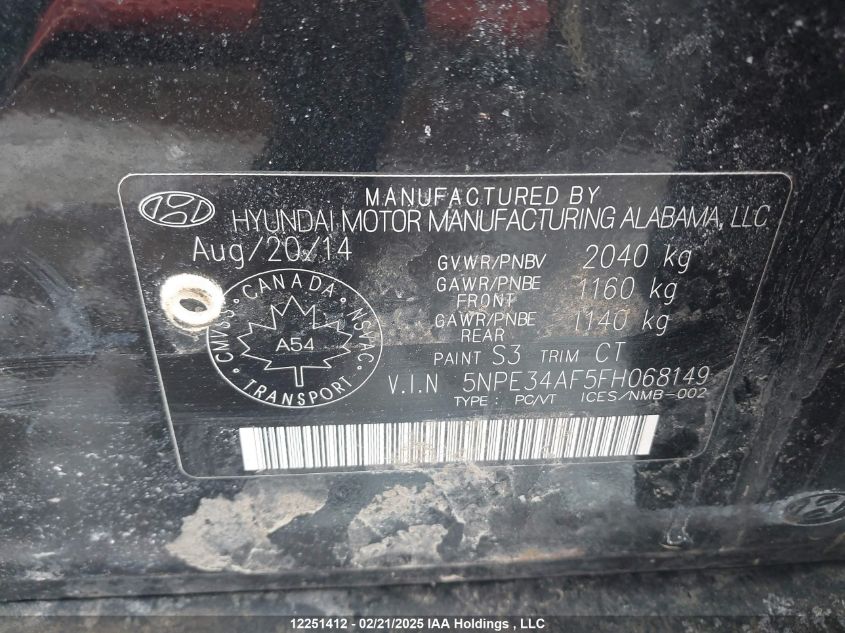 MANUFACTURED BY
HYUNDAI MOTOR MANUFACTURING ALABAMA, LLC
Aug/20/14
GVWR/PNBV 2040 kg
GAWR/PNBE FRONT 1160 kg
GAWR/PNBE REAR 1140 kg
PAINT S3 TRIM CT
V.I.N 5NPE34AF5FH068149
TYPE : PC/VT ICES/NMB-002
CANADA
CMVSS NSVAC
A54
TRANSPORT
12251412 - 02/21/2025 IAA Holdings , LLC